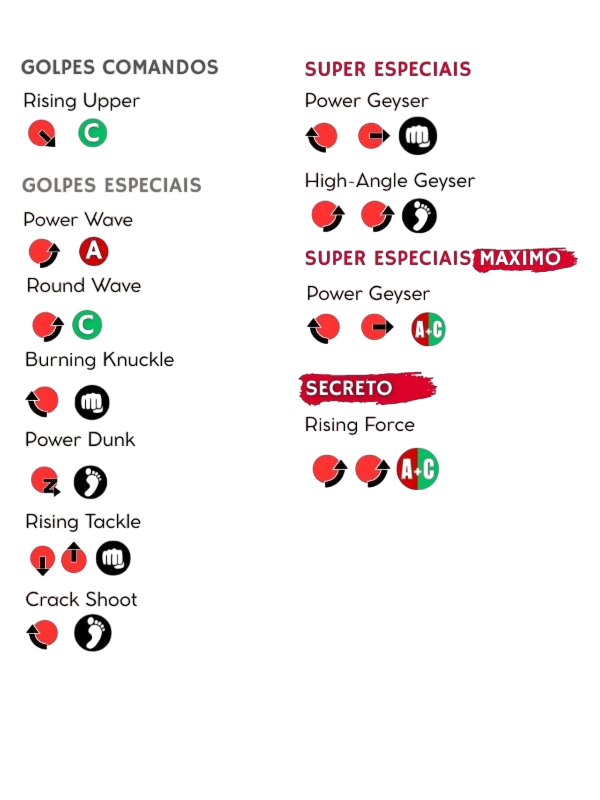 GOLPES COMANDOS
Rising Upper
C
GOLPES ESPECIAIS
Power Wave
A
Round Wave
C
Burning Knuckle
Power Dunk
Z
Rising Tackle
Crack Shoot
SUPER ESPECIAIS
Power Geyser
High-Angle Geyser
SUPER ESPECIAIS MAXIMO
Power Geyser
A+C
SECRETO
Rising Force
A+C